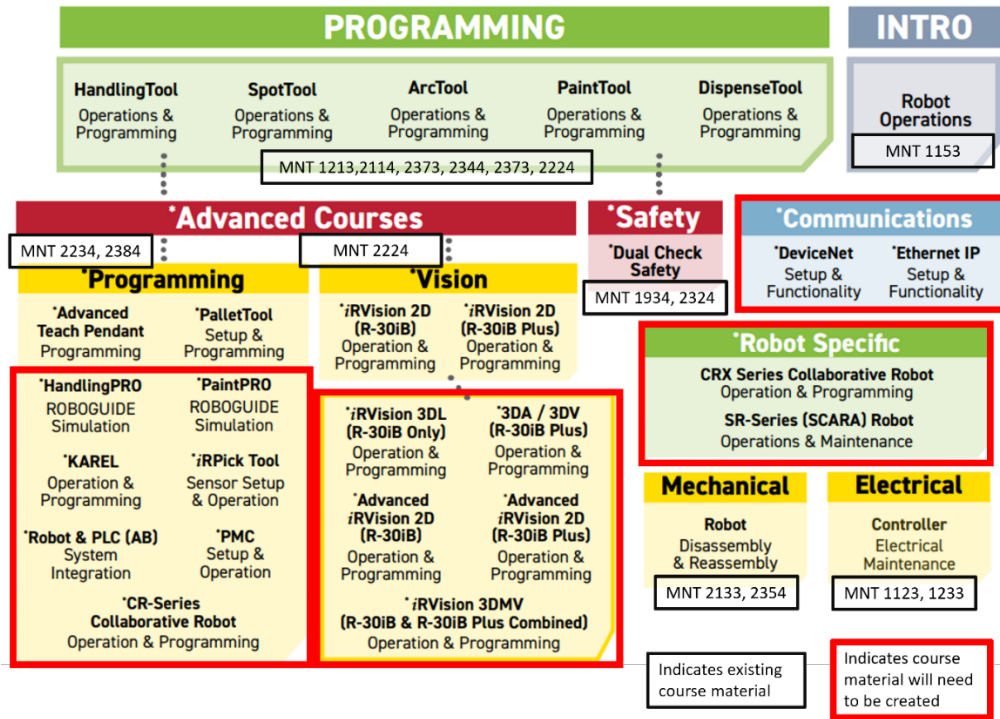 PROGRAMMING
INTRO
HandlingTool
Operations &
Programming
SpotTool
Operations &
Programming
ArcTool
Operations &
Programming
PaintTool
Operations &
Programming
DispenseTool
Operations &
Programming
MNT 1213,2114, 2373, 2344, 2373, 2224
Robot
Operations
MNT 1153
*Advanced Courses
MNT 2234, 2384
MNT 2224
*Programming
*Advanced
Teach Pendant
Programming
*PalletTool
Setup &
Programming
*HandlingPRO
ROBOGUIDE
Simulation
*PaintPRO
ROBOGUIDE
Simulation
*KAREL
Operation &
Programming
*iRPick Tool
Sensor Setup
& Operation
*Robot & PLC (AB)
System
Integration
*PMC
Setup &
Operation
*CR-Series
Collaborative Robot
Operation & Programming
*Vision
*iRVision 2D
(R-30iB)
Operation &
Programming
*iRVision 2D
(R-30iB Plus)
Operation &
Programming
*iRVision 3DL
(R-30iB Only)
Operation &
Programming
*3DA / 3DV
(R-30iB Plus)
Operation &
Programming
*Advanced
iRVision 2D
(R-30iB)
Operation &
Programming
*Advanced
iRVision 2D
(R-30iB Plus)
Operation &
Programming
*iRVision 3DMV
(R-30iB & R-30iB Plus Combined)
Operation & Programming
*Safety
*Dual Check
Safety
MNT 1934, 2324
*Communications
*DeviceNet
Setup &
Functionality
*Ethernet IP
Setup &
Functionality
*Robot Specific
CRX Series Collaborative Robot
Operation & Programming
SR-Series (SCARA) Robot
Operations & Maintenance
Mechanical
Robot
Disassembly
& Reassembly
MNT 2133, 2354
Electrical
Controller
Electrical
Maintenance
MNT 1123, 1233
Indicates existing
course material
Indicates course
material will need
to be created